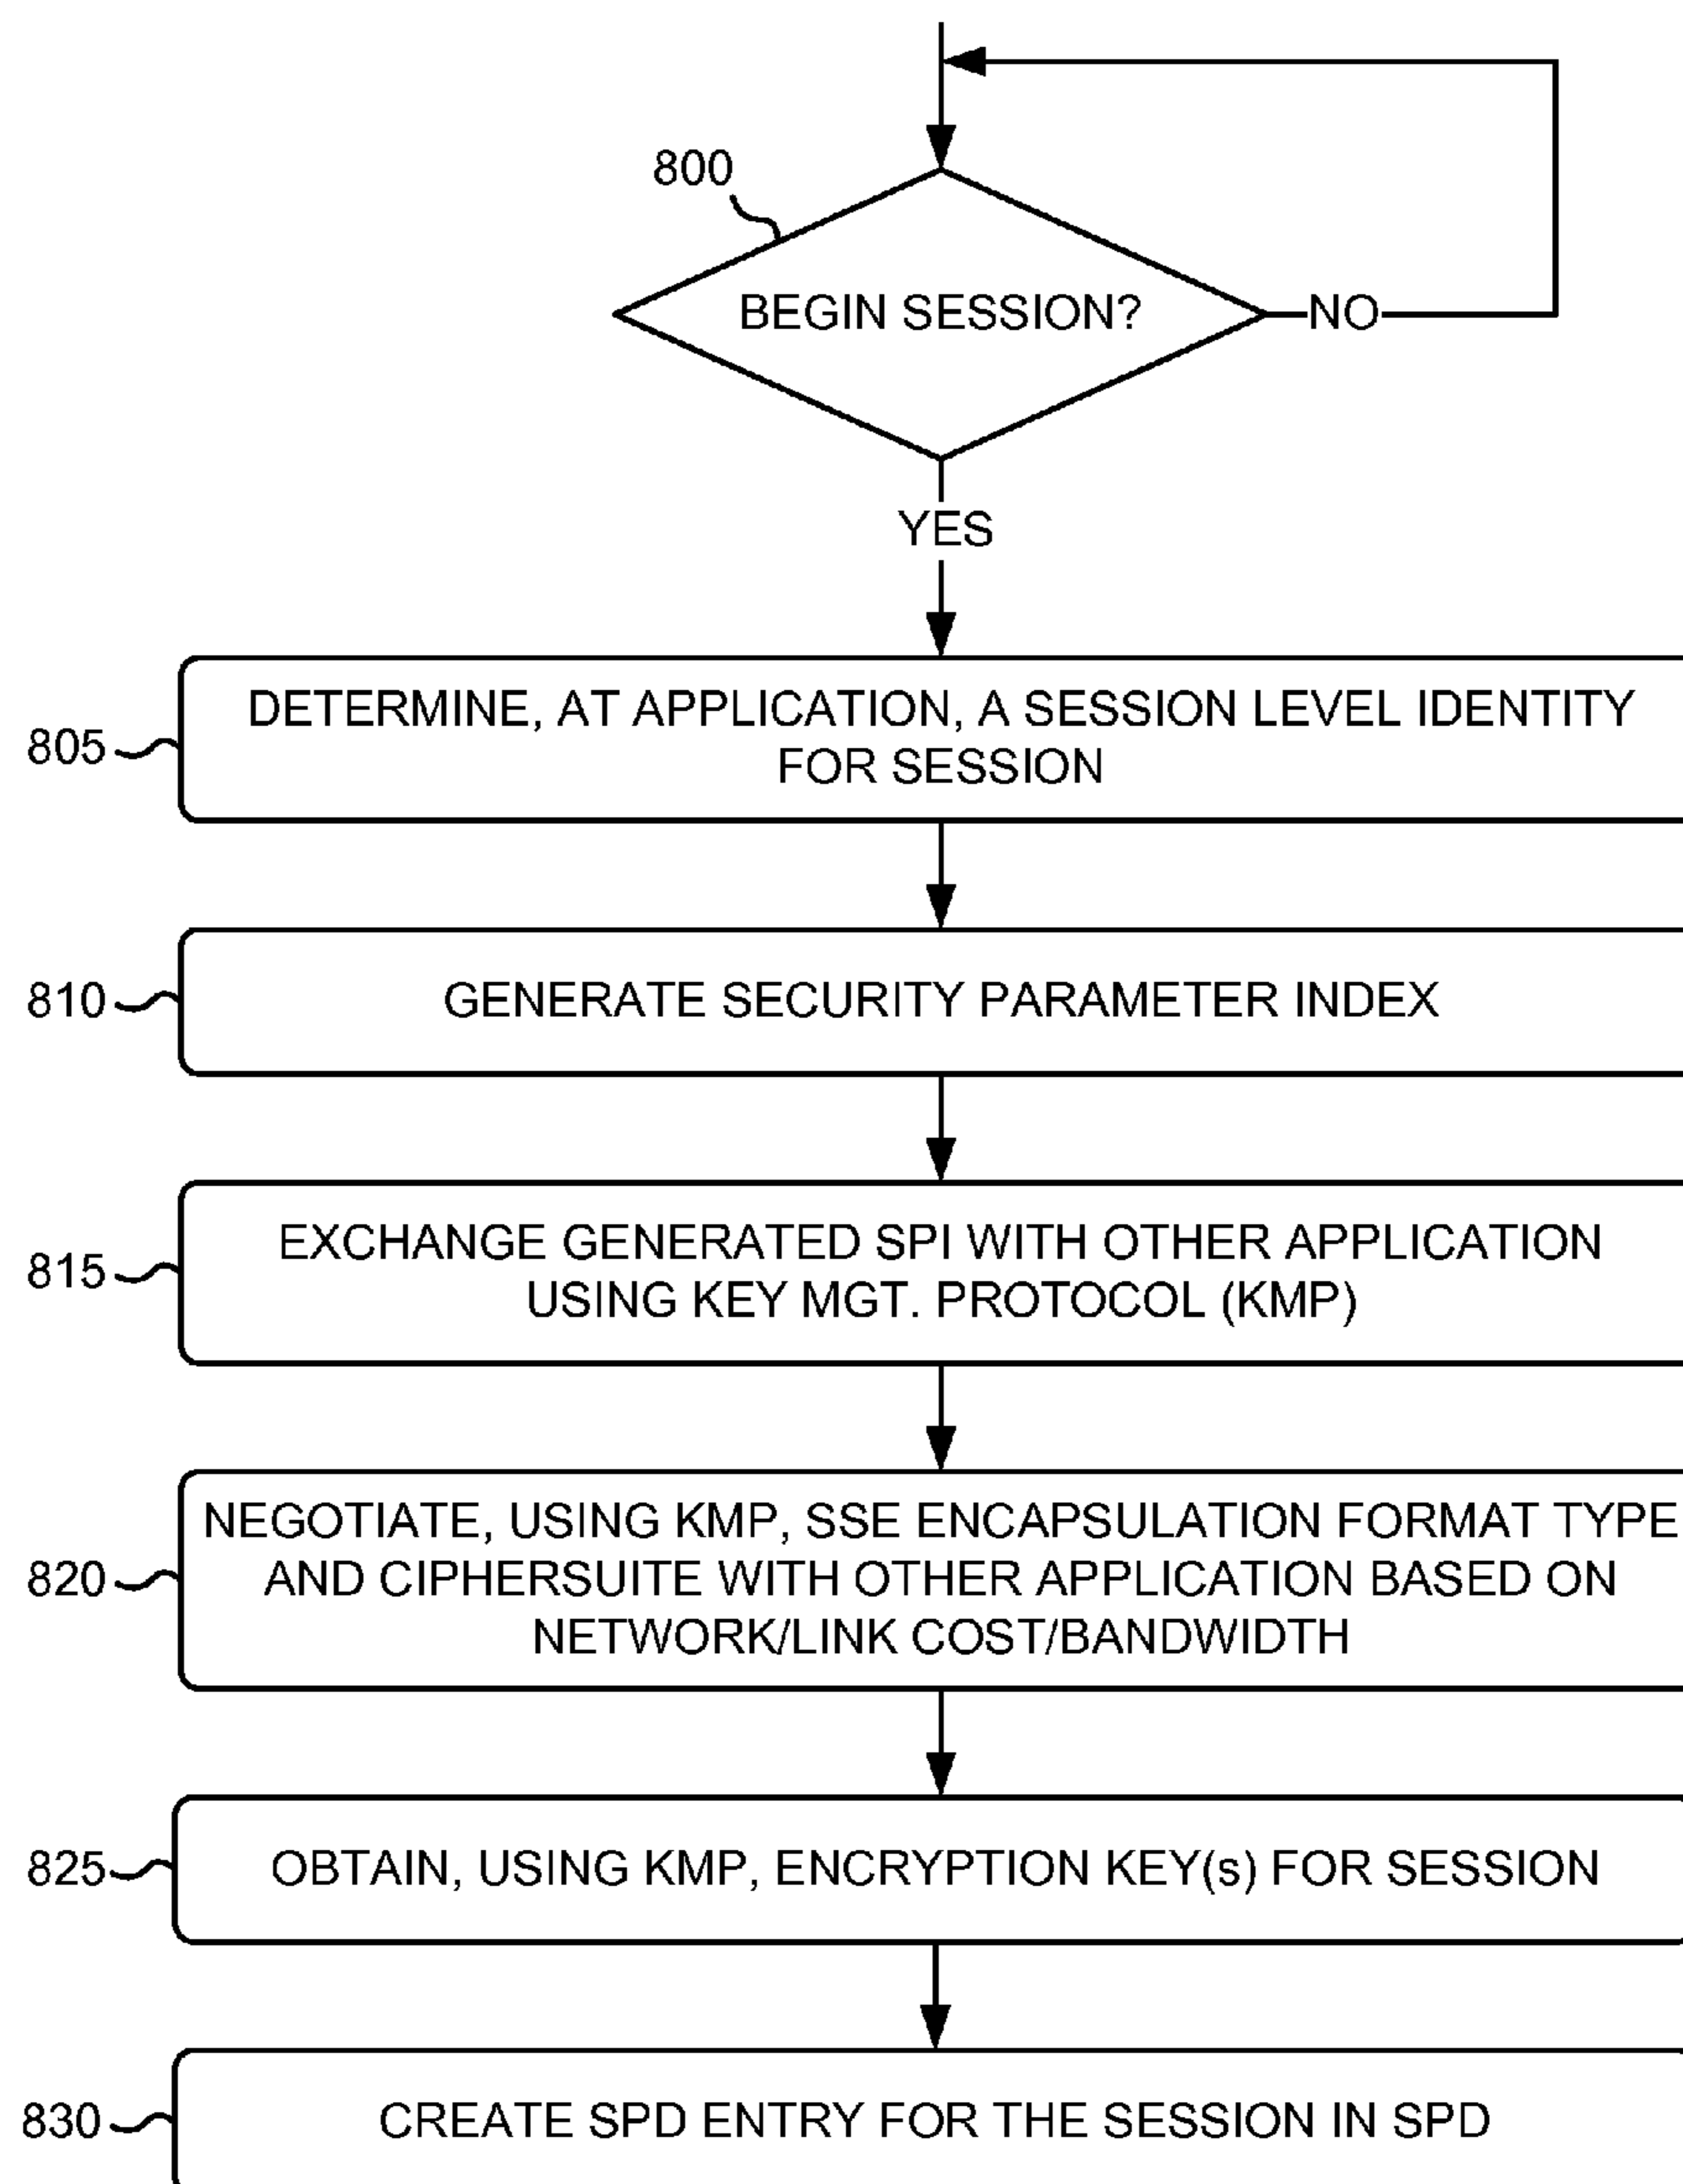 800
BEGIN SESSION?
NO
YES
805
DETERMINE, AT APPLICATION, A SESSION LEVEL IDENTITY
FOR SESSION
810
GENERATE SECURITY PARAMETER INDEX
815
EXCHANGE GENERATED SPI WITH OTHER APPLICATION
USING KEY MGT. PROTOCOL (KMP)
820
NEGOTIATE, USING KMP, SSE ENCAPSULATION FORMAT TYPE
AND CIPHERSUITE WITH OTHER APPLICATION BASED ON
NETWORK/LINK COST/BANDWIDTH
825
OBTAIN, USING KMP, ENCRYPTION KEY(s) FOR SESSION
830
CREATE SPD ENTRY FOR THE SESSION IN SPD